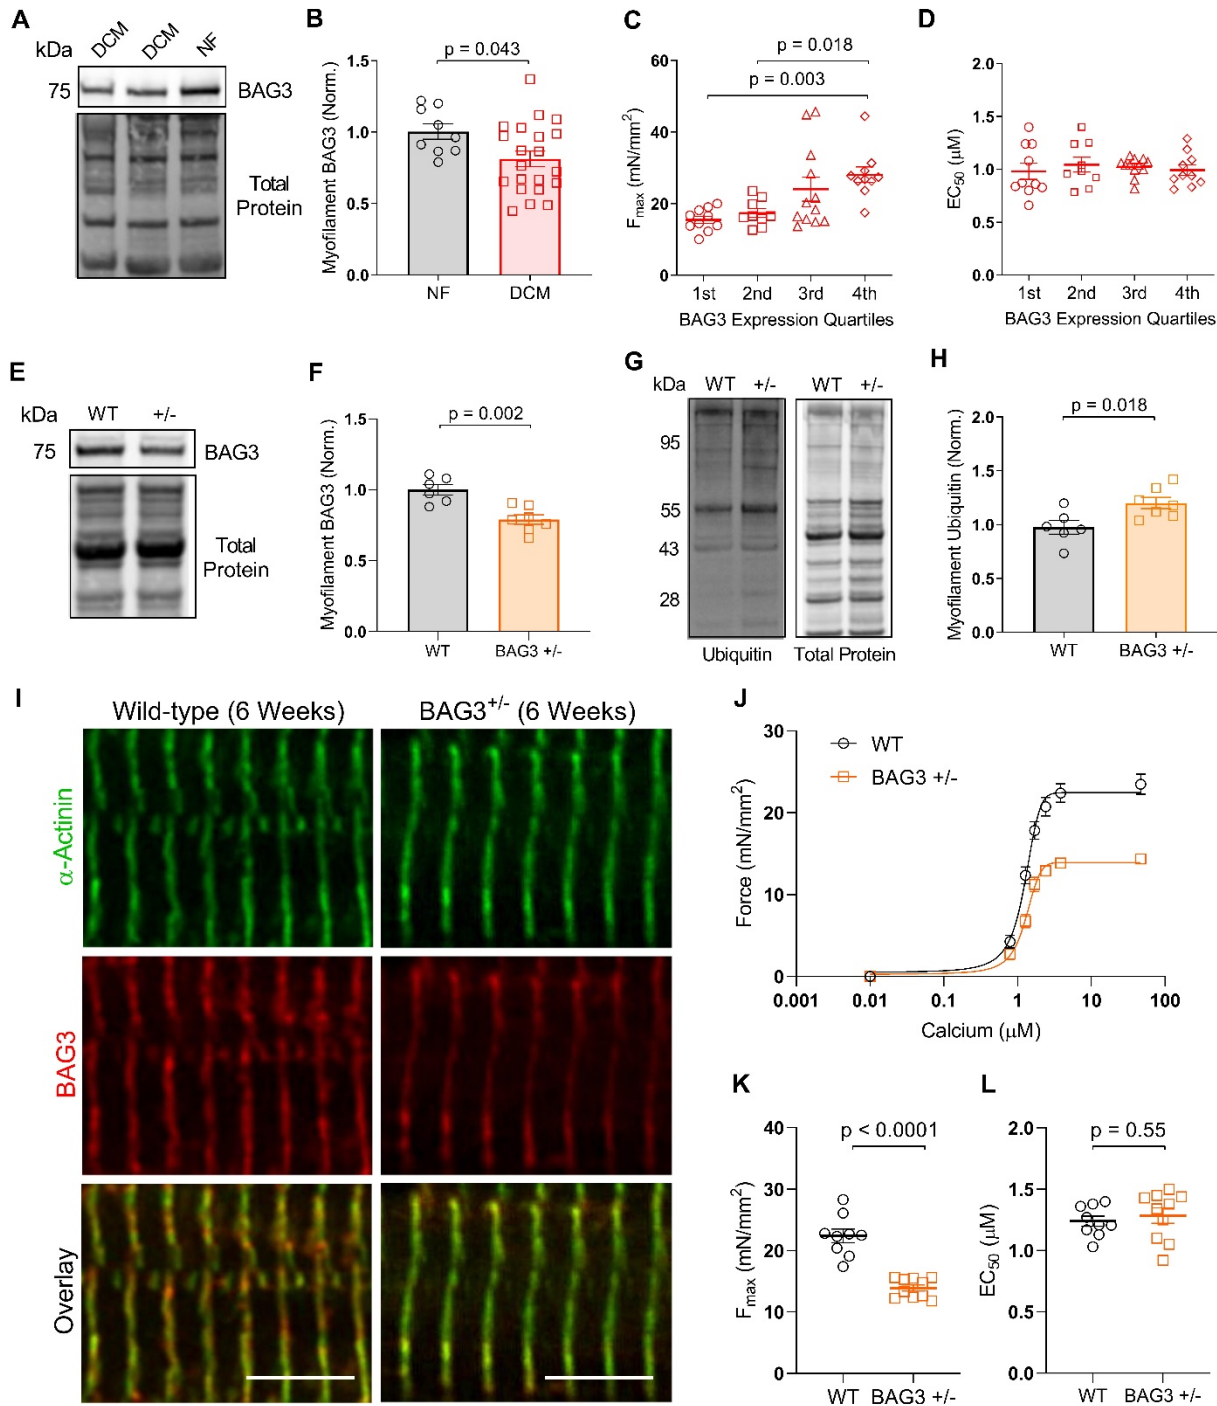 A
kDa
DCM
DCM
NF
75
BAG3
Total
Protein
B
p = 0.043
Myofilament BAG3 (Norm.)
1.5
1.0
0.5
0.0
NF
DCM
C
p = 0.018
p = 0.003
Fmax (mN/mm²)
60
40
20
0
1st
2nd
3rd
4th
BAG3 Expression Quartiles
D
EC₅₀ (μM)
2.0
1.5
1.0
0.5
0.0
1st
2nd
3rd
4th
BAG3 Expression Quartiles
E
kDa
WT
+/-
75
BAG3
Total
Protein
F
p = 0.002
Myofilament BAG3 (Norm.)
1.5
1.0
0.5
0.0
WT
BAG3 +/-
G
kDa
WT
+/-
WT
+/-
95
55
43
28
Ubiquitin
Total Protein
H
p = 0.018
Myofilament Ubiquitin (Norm.)
2.0
1.5
1.0
0.5
0.0
WT
BAG3 +/-
I
Wild-type (6 Weeks)
BAG3+/- (6 Weeks)
α-Actinin
BAG3
Overlay
J
WT
BAG3 +/-
Force (mN/mm²)
30
20
10
0
0.001
0.01
0.1
1
10
100
Calcium (μM)
K
p < 0.0001
Fmax (mN/mm²)
40
30
20
10
0
WT
BAG3 +/-
L
p = 0.55
EC₅₀ (μM)
2.0
1.5
1.0
0.5
0.0
WT
BAG3 +/-